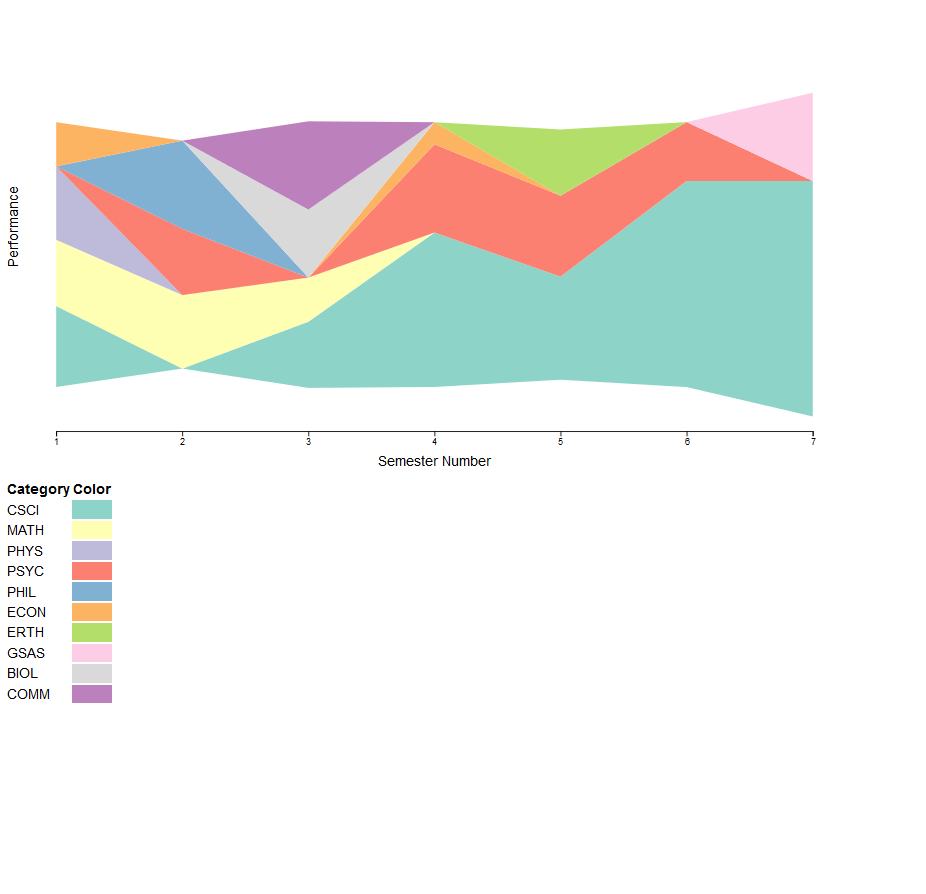 Performance
1 2 3 4 5 6 7
Semester Number
Category Color
CSCI
MATH
PHYS
PSYC
PHIL
ECON
ERTH
GSAS
BIOL
COMM